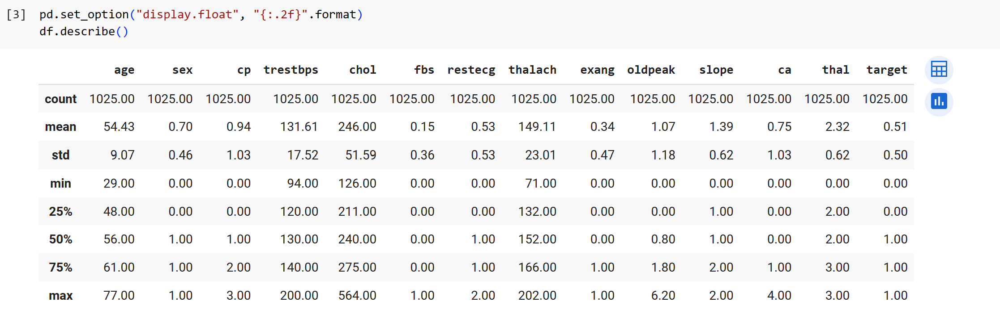 [3] pd.set_option("display.float", "{:.2f}".format)
df.describe()
age sex cp trestbps chol fbs restecg thalach exang oldpeak slope ca thal target
count 1025.00 1025.00 1025.00 1025.00 1025.00 1025.00 1025.00 1025.00 1025.00 1025.00 1025.00 1025.00 1025.00 1025.00
mean 54.43 0.70 0.94 131.61 246.00 0.15 0.53 149.11 0.34 1.07 1.39 0.75 2.32 0.51
std 9.07 0.46 1.03 17.52 51.59 0.36 0.53 23.01 0.47 1.18 0.62 1.03 0.62 0.50
min 29.00 0.00 0.00 94.00 126.00 0.00 0.00 71.00 0.00 0.00 0.00 0.00 0.00 0.00
25% 48.00 0.00 0.00 120.00 211.00 0.00 0.00 132.00 0.00 0.00 1.00 0.00 2.00 0.00
50% 56.00 1.00 1.00 130.00 240.00 0.00 1.00 152.00 0.00 0.80 1.00 0.00 2.00 1.00
75% 61.00 1.00 2.00 140.00 275.00 0.00 1.00 166.00 1.00 1.80 2.00 1.00 3.00 1.00
max 77.00 1.00 3.00 200.00 564.00 1.00 2.00 202.00 1.00 6.20 2.00 4.00 3.00 1.00